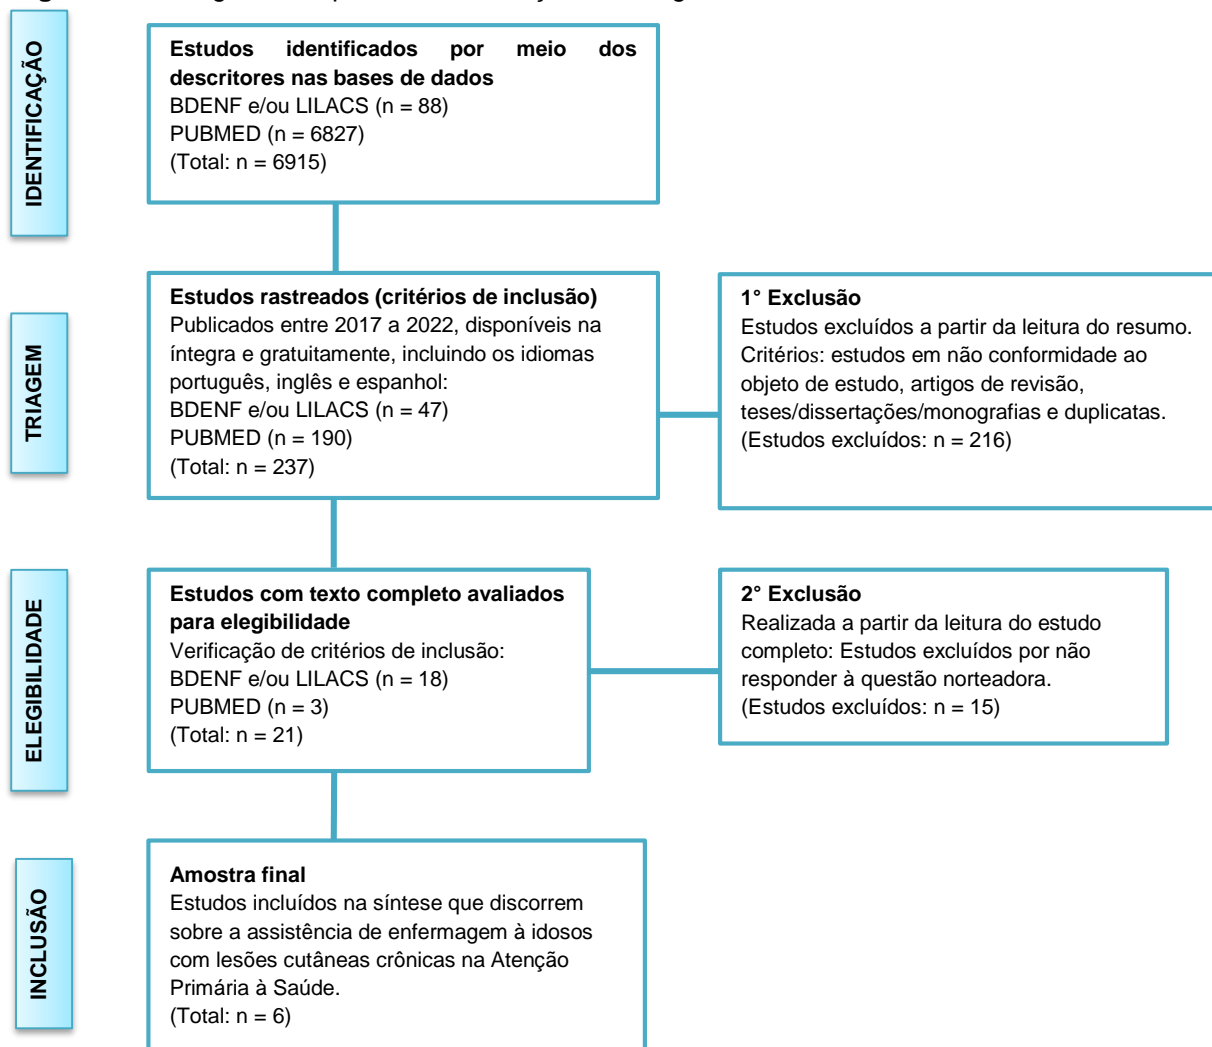 IDENTIFICAÇÃO
Estudos identificados por meio dos
descritores nas bases de dados
BDENF e/ou LILACS (n = 88)
PUBMED (n = 6827)
(Total: n = 6915)
TRIAGEM
Estudos rastreados (critérios de inclusão)
Publicados entre 2017 a 2022, disponíveis na
íntegra e gratuitamente, incluindo os idiomas
português, inglês e espanhol:
BDENF e/ou LILACS (n = 47)
PUBMED (n = 190)
(Total: n = 237)
1° Exclusão
Estudos excluídos a partir da leitura do resumo.
Critérios: estudos em não conformidade ao
objeto de estudo, artigos de revisão,
teses/dissertações/monografias e duplicatas.
(Estudos excluídos: n = 216)
ELEGIBILIDADE
Estudos com texto completo avaliados
para elegibilidade
Verificação de critérios de inclusão:
BDENF e/ou LILACS (n = 18)
PUBMED (n = 3)
(Total: n = 21)
2° Exclusão
Realizada a partir da leitura do estudo
completo: Estudos excluídos por não
responder à questão norteadora.
(Estudos excluídos: n = 15)
INCLUSÃO
Amostra final
Estudos incluídos na síntese que discorrem
sobre a assistência de enfermagem à idosos
com lesões cutâneas crônicas na Atenção
Primária à Saúde.
(Total: n = 6)